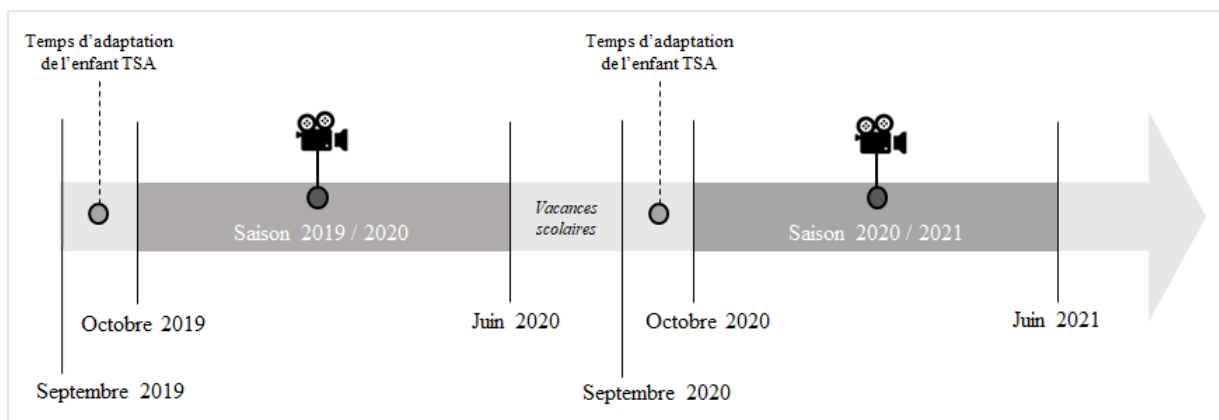 Temps d'adaptation
de l'enfant TSA
Temps d'adaptation
de l'enfant TSA
Vacances
scolaires
Saison 2019 / 2020
Saison 2020 / 2021
Octobre 2019
Juin 2020
Octobre 2020
Juin 2021
Septembre 2019
Septembre 2020